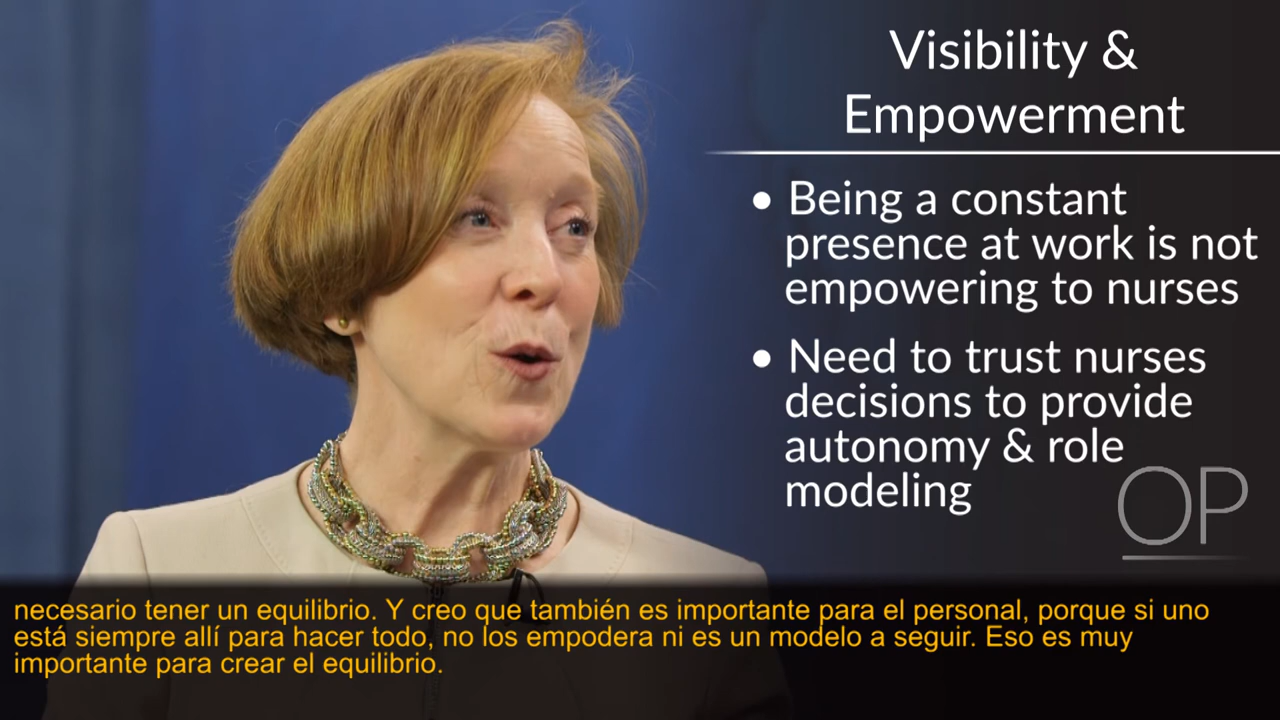 Visibility &
Empowerment
• Being a constant
presence at work is not
empowering to nurses
• Need to trust nurses
decisions to provide
autonomy & role
modeling
OP
necesario tener un equilibrio. Y creo que también es importante para el personal, porque si uno
está siempre allí para hacer todo, no los empodera ni es un modelo a seguir. Eso es muy
importante para crear el equilibrio.